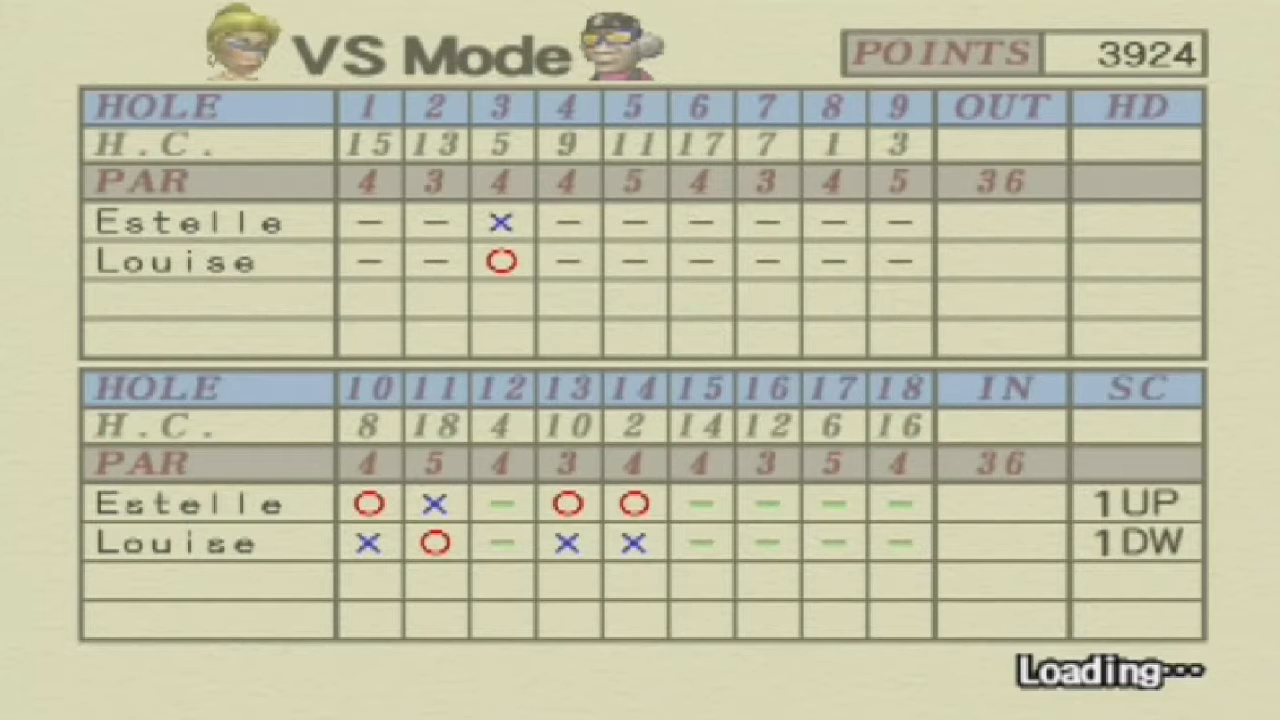 VS Mode POINTS 3924
HOLE 1 2 3 4 5 6 7 8 9 OUT HD
H.C. 15 13 5 9 11 17 7 1 3
PAR 4 3 4 4 5 4 3 4 5 36
Estelle - - × - - - - - -
Louise - - ○ - - - - - -
HOLE 10 11 12 13 14 15 16 17 18 IN SC
H.C. 8 18 4 10 2 14 12 6 16
PAR 4 5 4 3 4 4 3 5 4 36
Estelle ○ × - ○ ○ - - - - 1UP
Louise × ○ - × × - - - - 1DW
Loading…